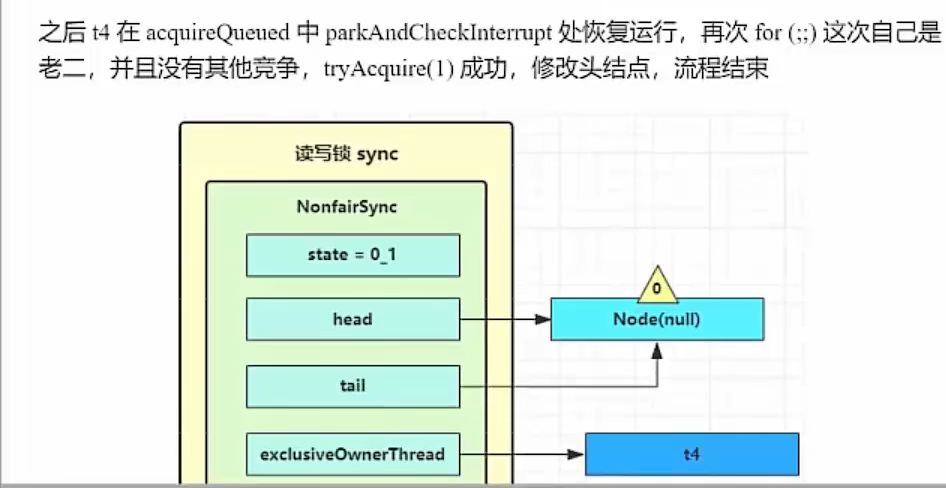 之后 t4 在 acquireQueued 中 parkAndCheckInterrupt 处恢复运行，再次 for (;;) 这次自己是
老二，并且没有其他竞争，tryAcquire(1) 成功，修改头结点，流程结束
读写锁 sync
NonfairSync
state = 0_1
0
head
Node(null)
tail
exclusiveOwnerThread
t4